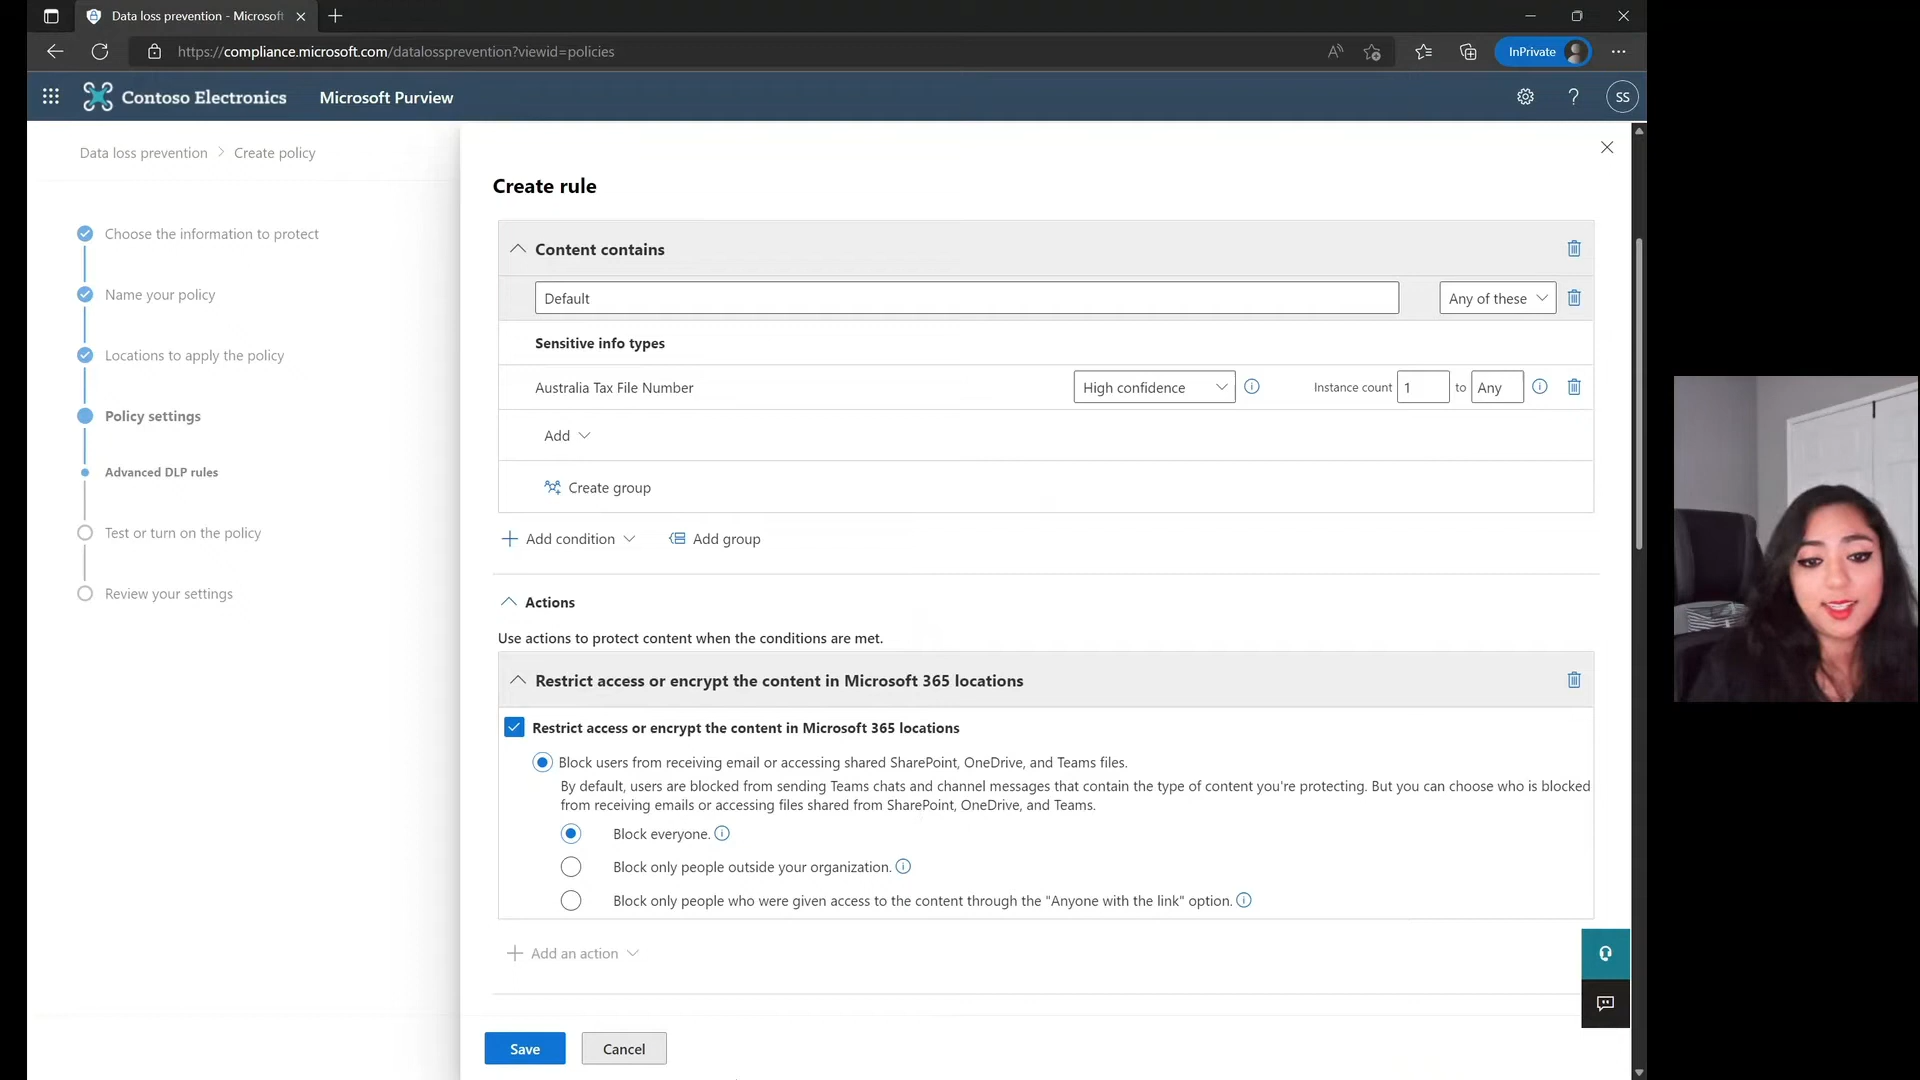 Data loss prevention - Microsoft
https://compliance.microsoft.com/datalossprevention?viewid=policies
InPrivate
Contoso Electronics
Microsoft Purview
SS
Data loss prevention > Create policy
Choose the information to protect
Name your policy
Locations to apply the policy
Policy settings
Advanced DLP rules
Test or turn on the policy
Review your settings
Create rule
Content contains
Default
Any of these
Sensitive info types
Australia Tax File Number
High confidence
Instance count 1 to Any
Add
Create group
Add condition
Add group
Actions
Use actions to protect content when the conditions are met.
Restrict access or encrypt the content in Microsoft 365 locations
Restrict access or encrypt the content in Microsoft 365 locations
Block users from receiving email or accessing shared SharePoint, OneDrive, and Teams files.
By default, users are blocked from sending Teams chats and channel messages that contain the type of content you're protecting. But you can choose who is blocked
from receiving emails or accessing files shared from SharePoint, OneDrive, and Teams.
Block everyone.
Block only people outside your organization.
Block only people who were given access to the content through the "Anyone with the link" option.
Add an action
Save
Cancel